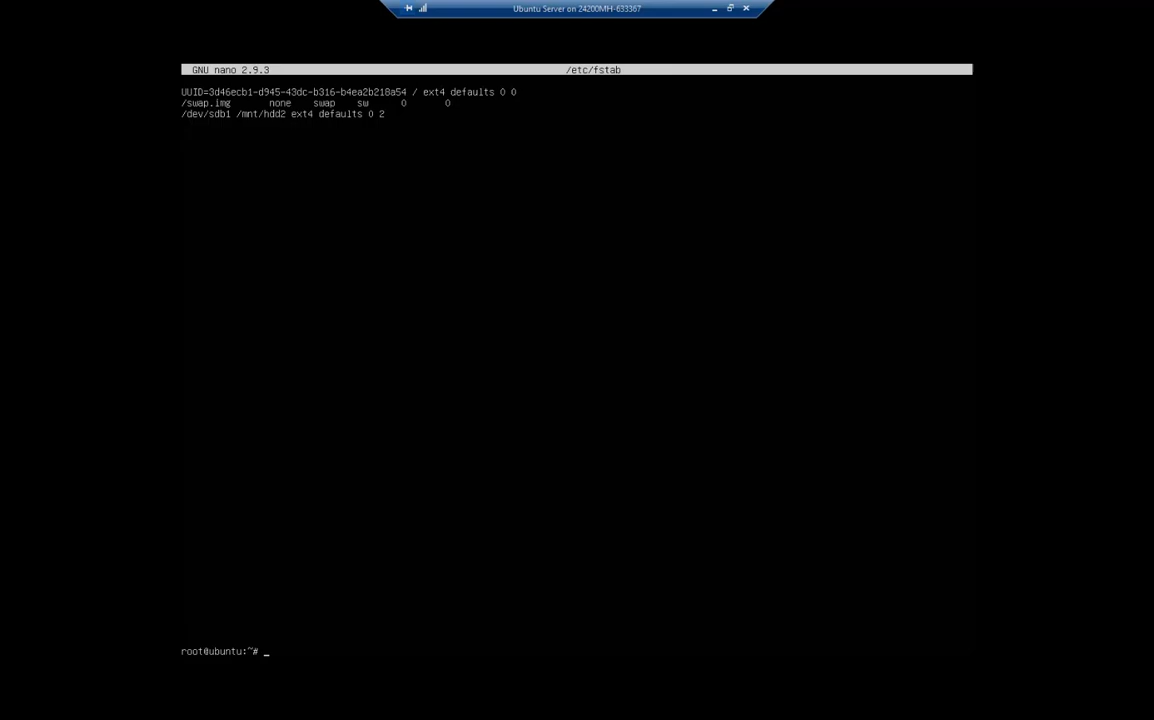 Ubuntu Server on 24200MH-633367
GNU nano 2.9.3 /etc/fstab
UUID=3d46ecb1-d945-43dc-b316-b4ea2b218a54 / ext4 defaults 0 0
/swap.img none swap sw 0 0
/dev/sdb1 /mnt/hdd2 ext4 defaults 0 2
root@ubuntu:~# _